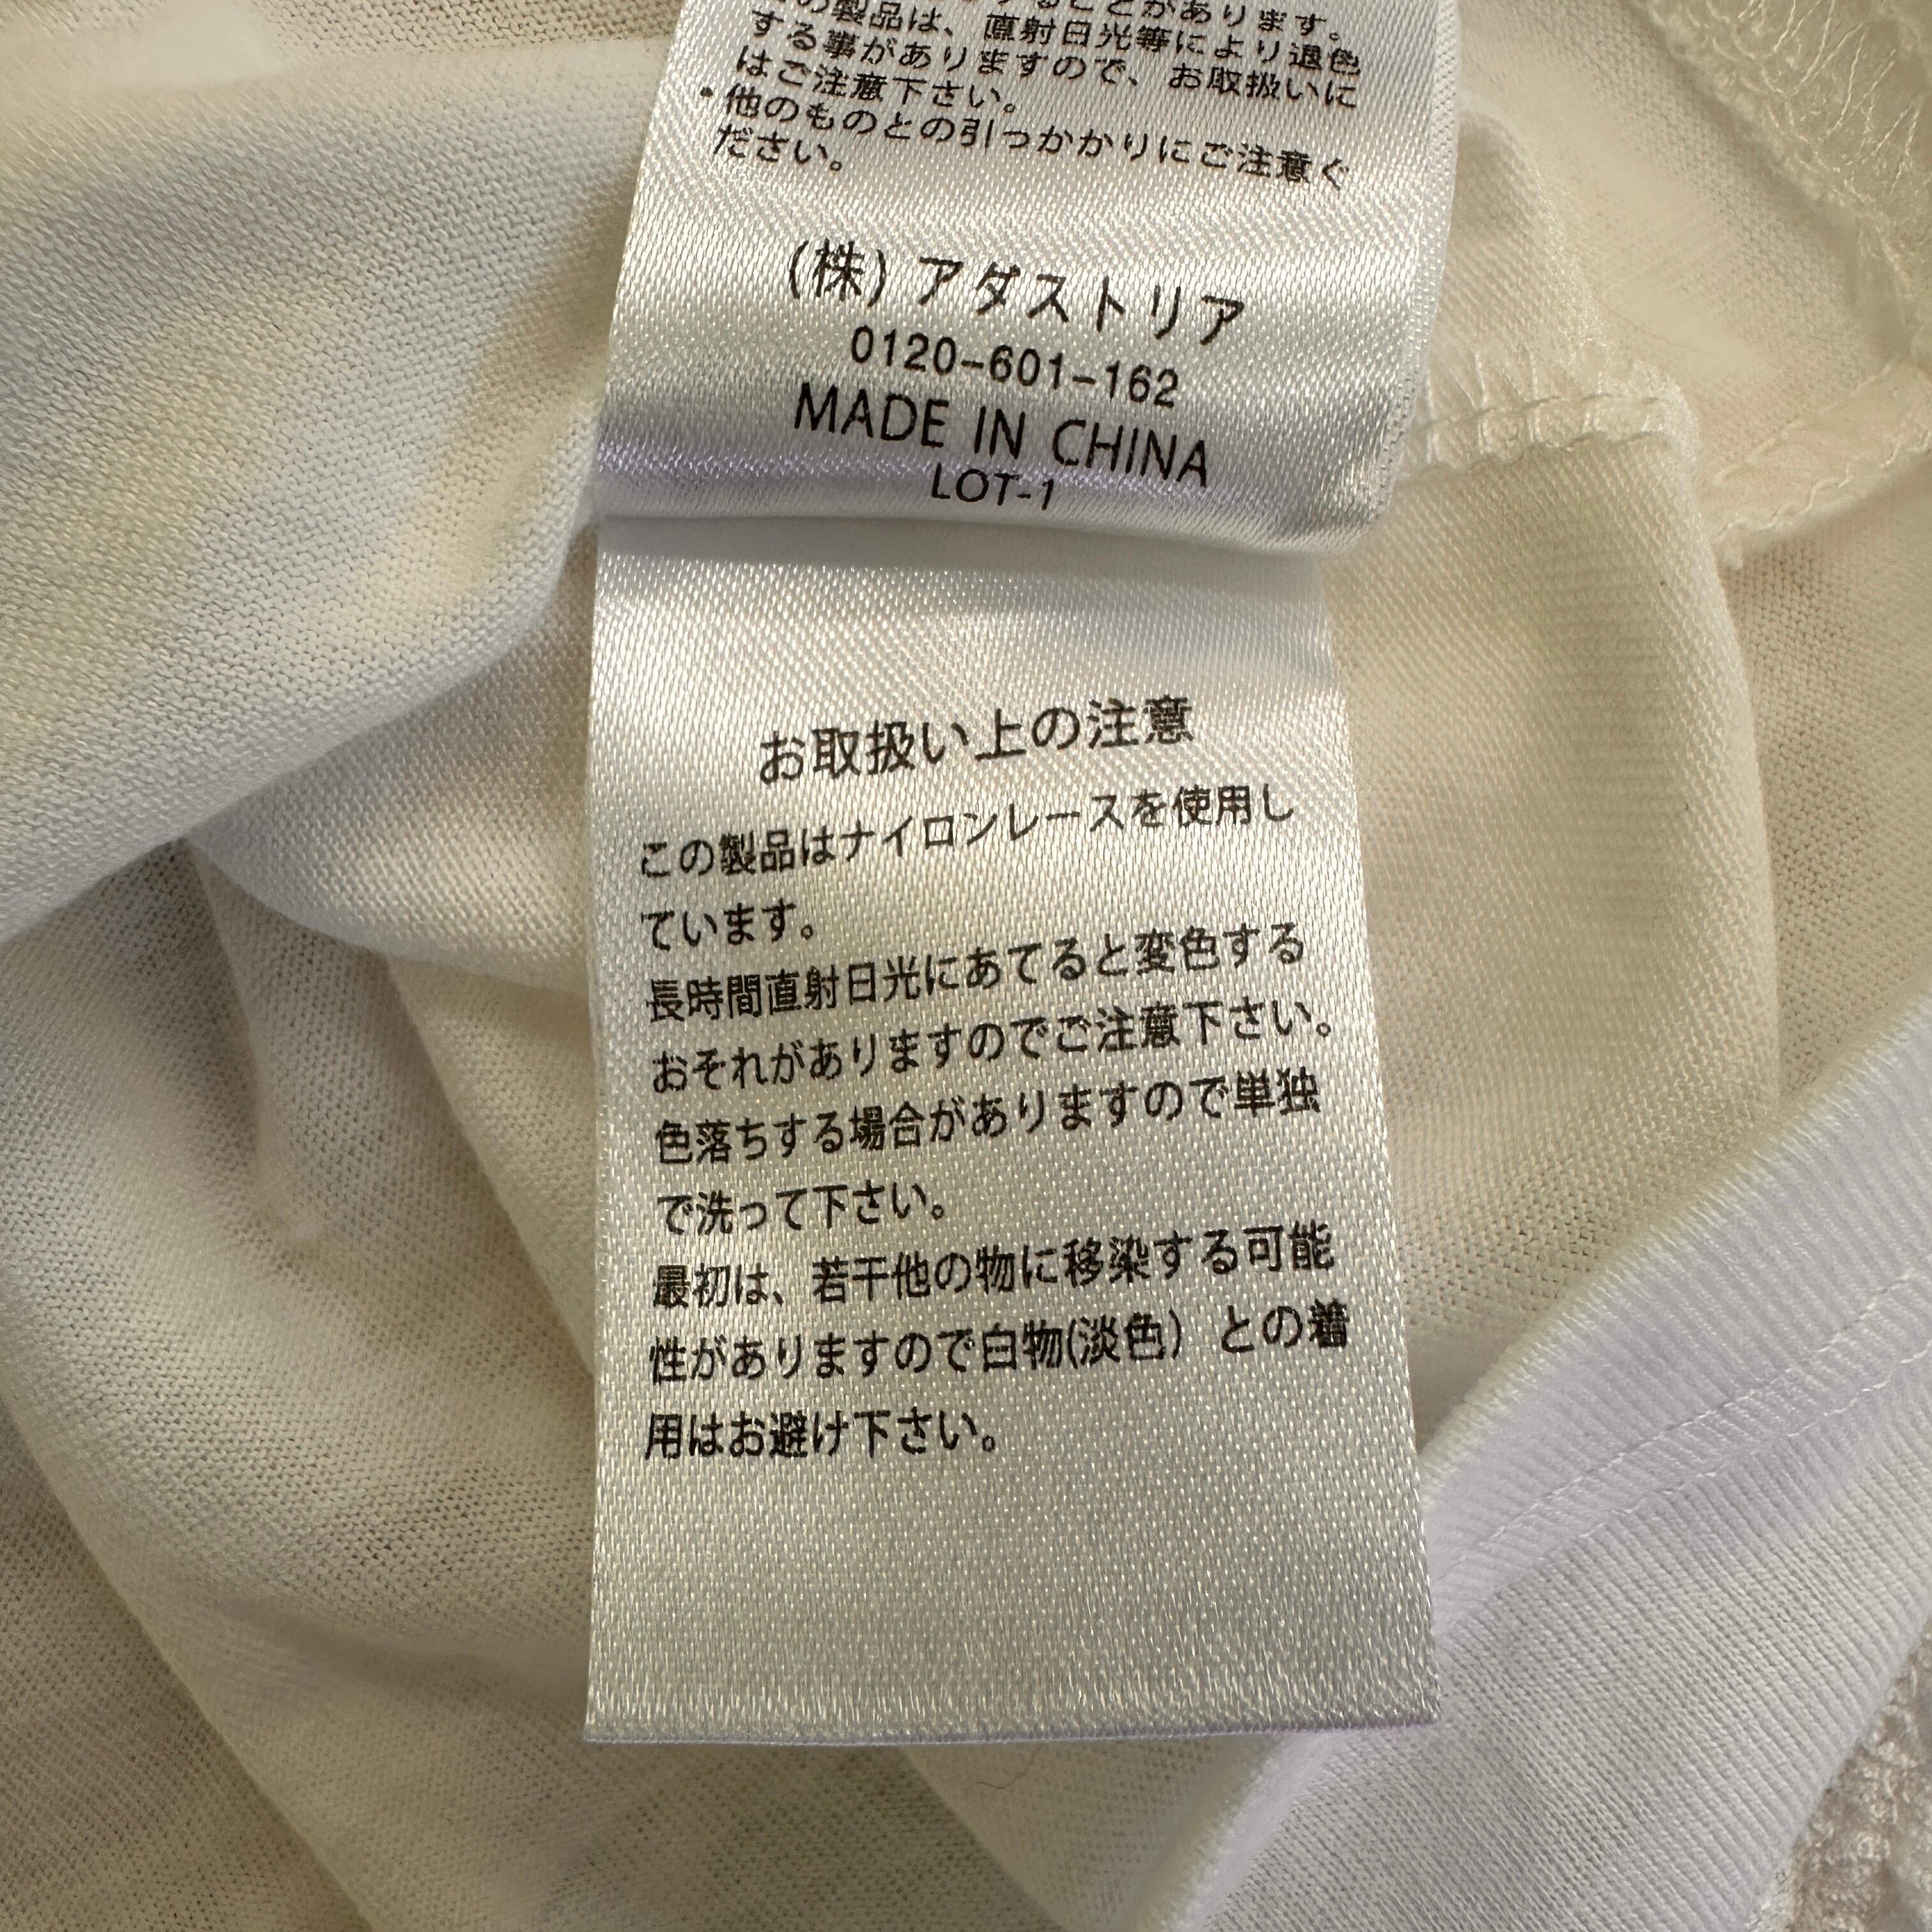 ることがあります。
の製品は、直射日光等により退色
する事がありますので、お取扱いに
はご注意下さい。
・他のものとの引っかかりにご注意ぐ
ださい。
(株) アダストリア
0120-601-162
MADE IN CHINA
LOT-1
お取扱い上の注意
この製品はナイロンレースを使用し
ています。
長時間直射日光にあてると変色する
おそれがありますのでご注意下さい。
色落ちする場合がありますので単独
で洗って下さい。
最初は、若干他の物に移染する可能
性がありますので白物(淡色）との着
用はお避け下さい。